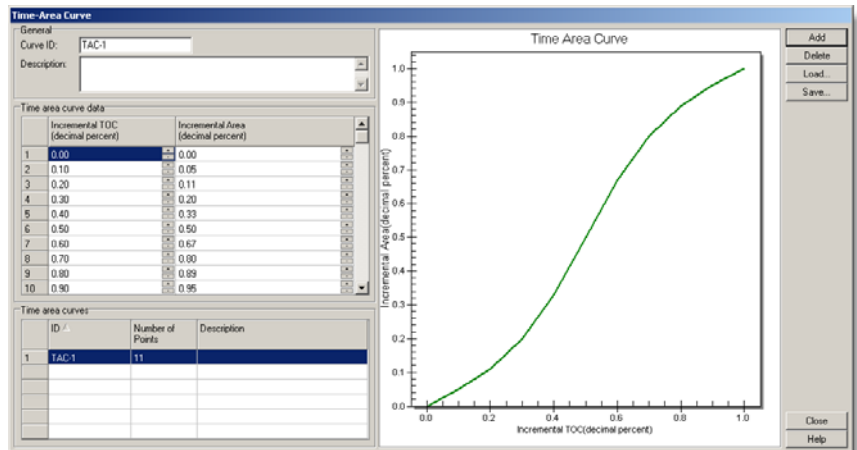 Time-Area Curve
General
Curve ID: TAC-1
Description:
Time area curve data
Incremental TOC (decimal percent) Incremental Area (decimal percent)
1 0.00 0.00
2 0.10 0.05
3 0.20 0.11
4 0.30 0.20
5 0.40 0.33
6 0.50 0.50
7 0.60 0.67
8 0.70 0.80
9 0.80 0.89
10 0.90 0.95
Time area curves
ID Number of Points Description
1 TAC-1 11
Time Area Curve
Incremental Area(decimal percent)
1.0
0.9
0.8
0.7
0.6
0.5
0.4
0.3
0.2
0.1
0.0
0.0 0.2 0.4 0.6 0.8 1.0
Incremental TOC(decimal percent)
Add
Delete
Load...
Save...
Close
Help